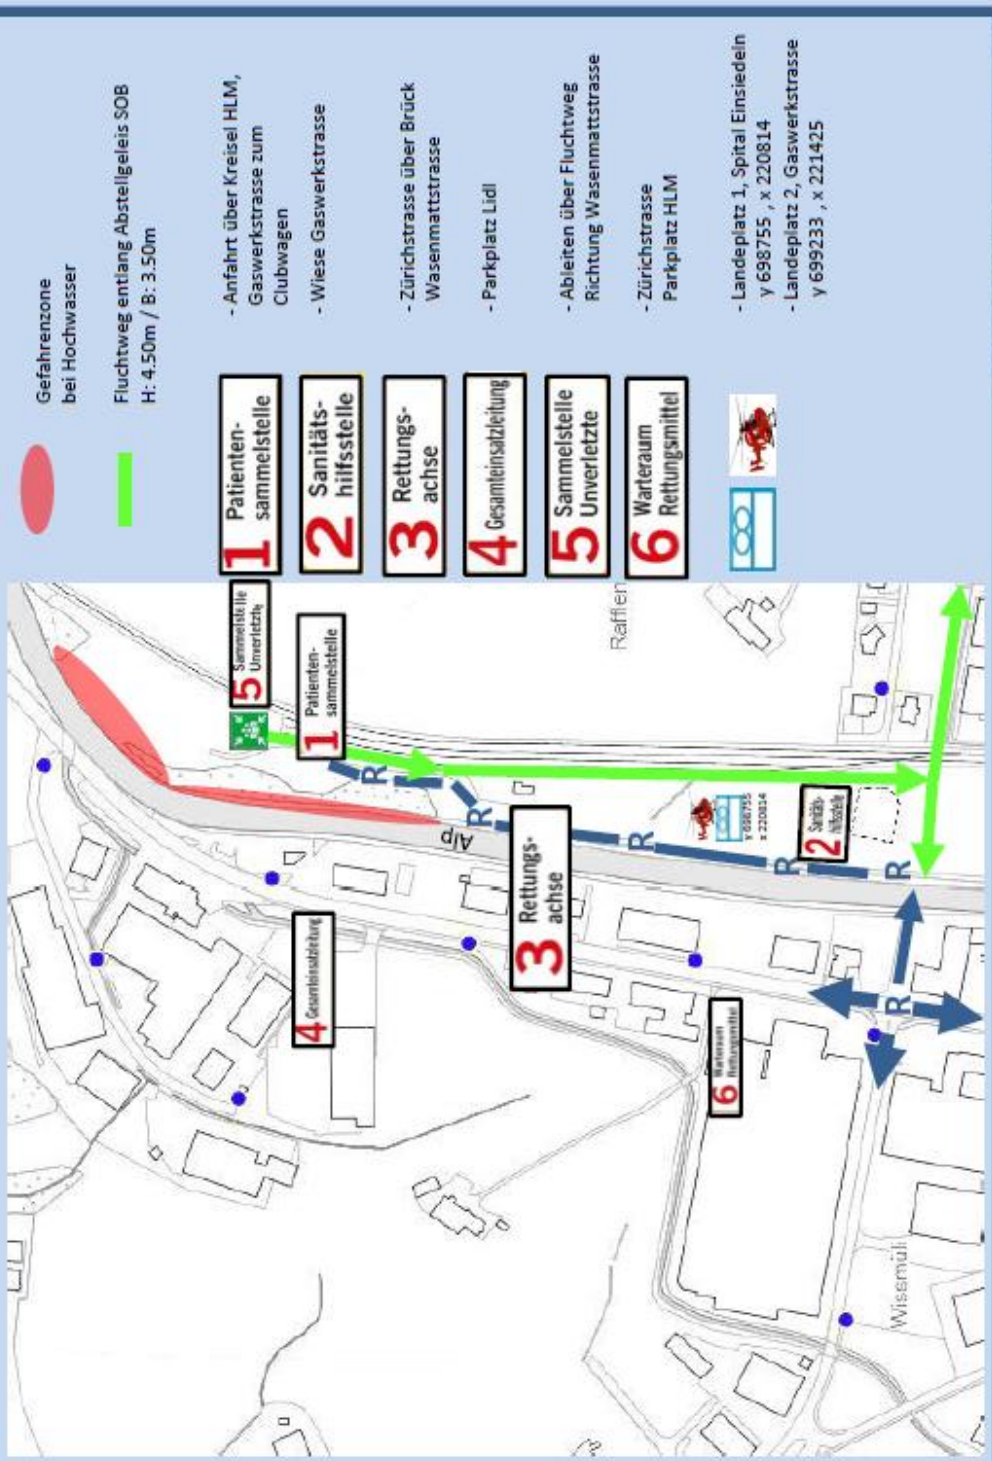 Gefahrenzone
bei Hochwasser
Fluchtweg entlang Abstellgeleis SOB
H: 4.50m / B: 3.50m
1 Patienten-
sammelstelle
- Anfahrt über Kreisel HLM,
Gaswerkstrasse zum
Clubwagen
2 Sanitäts-
hilfsstelle
- Wiese Gaswerkstrasse
3 Rettungs-
achse
- Zürichstrasse über Brück
Wasenmattstrasse
4 Gesamteinsatzleitung
- Parkplatz Lidl
5 Sammelstelle
Unverletzte
- Ableiten über Fluchtweg
Richtung Wasenmattstrasse
6 Warteraum
Rettungsmittel
- Zürichstrasse
Parkplatz HLM
- Landeplatz 1, Spital Einsiedeln
y 698755 , x 220814
- Landeplatz 2, Gaswerkstrasse
y 699233 , x 221425
5 Sammelstelle
Unverletzte
1 Patienten-
sammelstelle
R
R
Alp
4 Gesamteinsatzleitung
3 Rettungs-
achse
Raffen
R
y 698755
x 220814
6 Warteraum
Rettungsmittel
R
2 Sanitäts-
hilfsstelle
R
R
Wissmüli